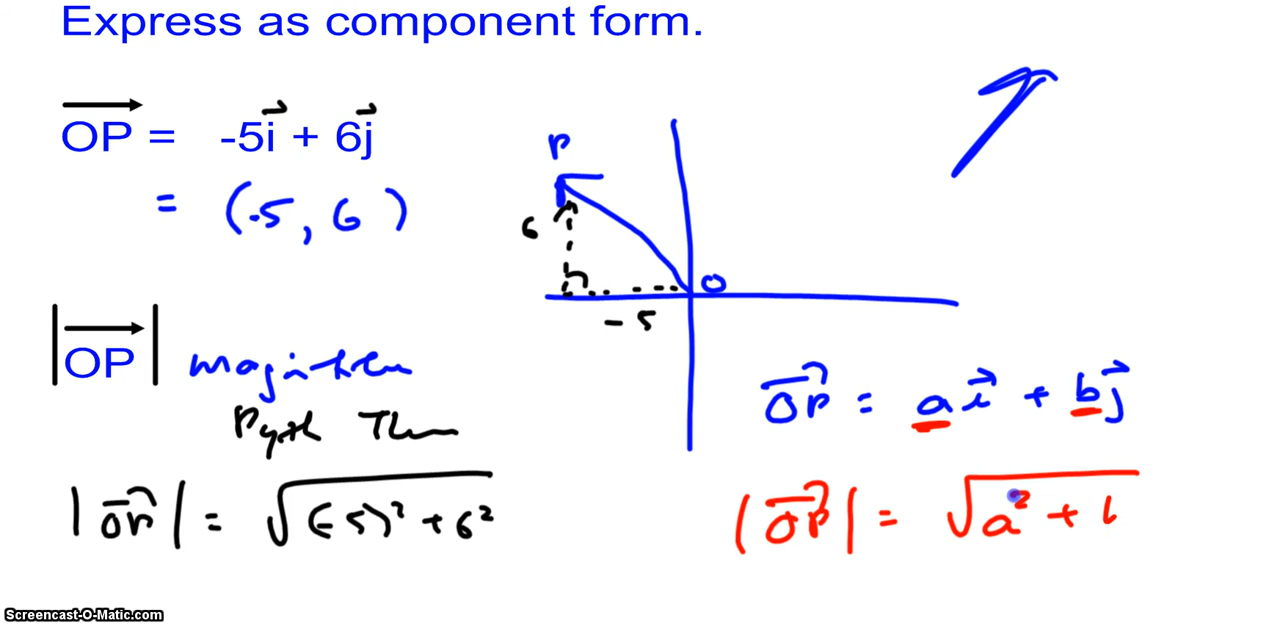 Express as component form.
OP = -5i + 6j
= (-5, 6)
P
6
O
-5
|OP|
Pyth Thm
|OP| = √(-5)² + 6²
OP = ai + bj
|OP| = √a² +
Screencast-O-Matic.com